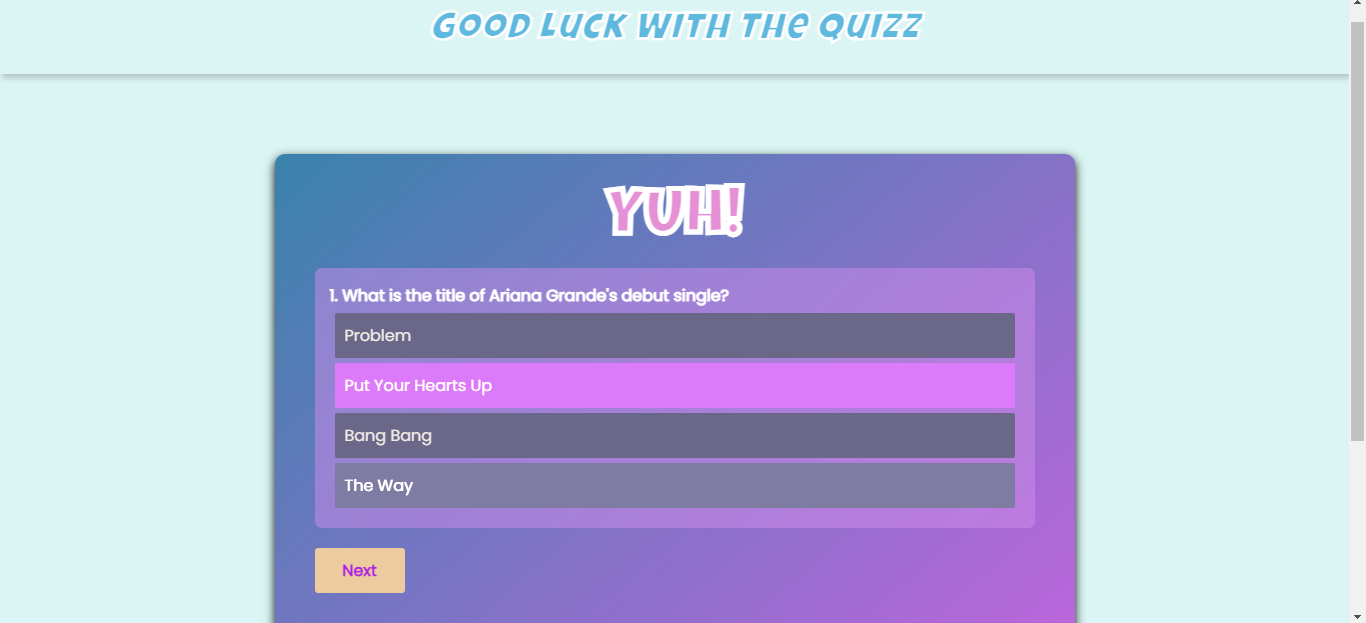 Good Luck With The Quizz
YUH!
1. What is the title of Ariana Grande's debut single?
Problem
Put Your Hearts Up
Bang Bang
The Way
Next